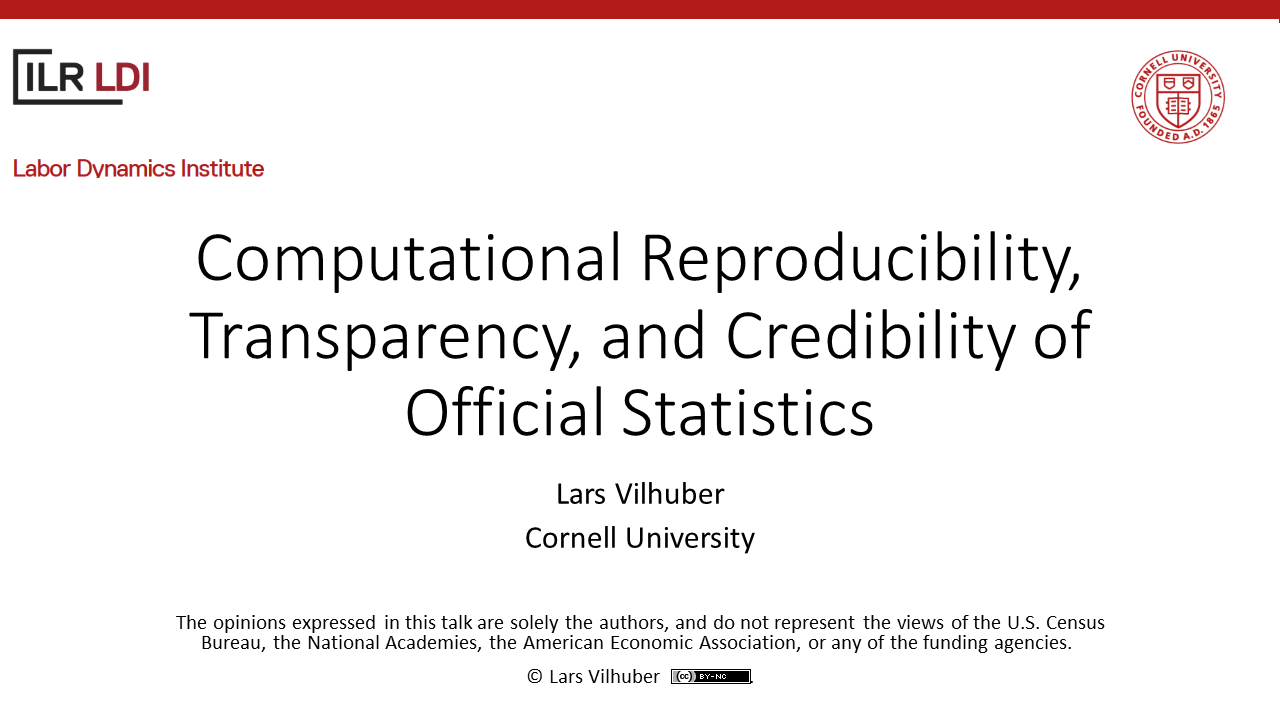 ILR LDI
CORNELL UNIVERSITY
FOUNDED A.D. 1865
Labor Dynamics Institute
Computational Reproducibility,
Transparency, and Credibility of
Official Statistics
Lars Vilhuber
Cornell University
The opinions expressed in this talk are solely the authors, and do not represent the views of the U.S. Census
Bureau, the National Academies, the American Economic Association, or any of the funding agencies.
© Lars Vilhuber (cc) BY-NC .